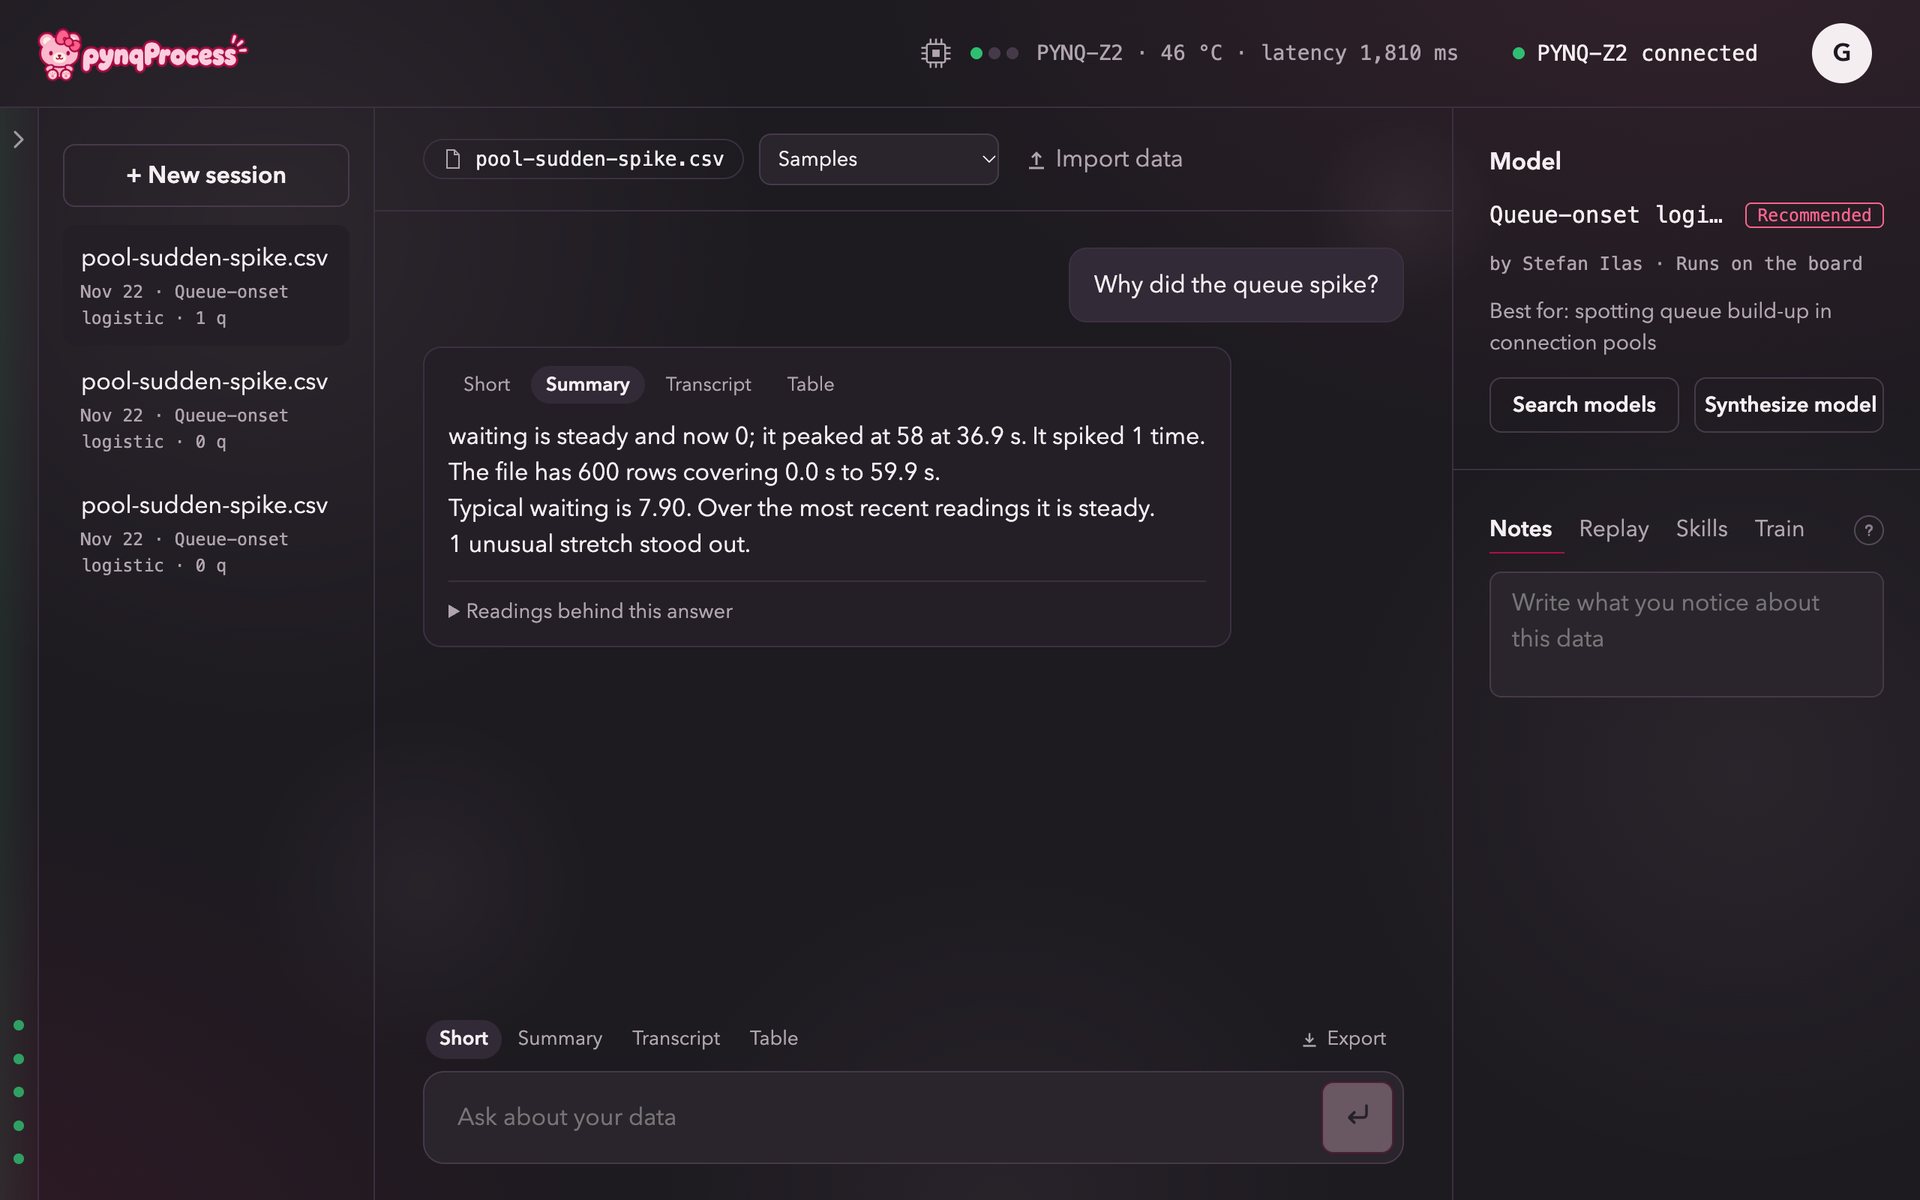 pynqProcess
PYNQ-Z2 · 46 °C · latency 1,810 ms
PYNQ-Z2 connected
G
+ New session
pool-sudden-spike.csv
Nov 22 · Queue-onset
logistic · 1 q
pool-sudden-spike.csv
Nov 22 · Queue-onset
logistic · 0 q
pool-sudden-spike.csv
Nov 22 · Queue-onset
logistic · 0 q
pool-sudden-spike.csv
Samples
Import data
Why did the queue spike?
Short Summary Transcript Table
waiting is steady and now 0; it peaked at 58 at 36.9 s. It spiked 1 time.
The file has 600 rows covering 0.0 s to 59.9 s.
Typical waiting is 7.90. Over the most recent readings it is steady.
1 unusual stretch stood out.
Readings behind this answer
Short Summary Transcript Table
Export
Ask about your data
Model
Queue-onset logi… Recommended
by Stefan Ilas · Runs on the board
Best for: spotting queue build-up in
connection pools
Search models Synthesize model
Notes Replay Skills Train ?
Write what you notice about
this data